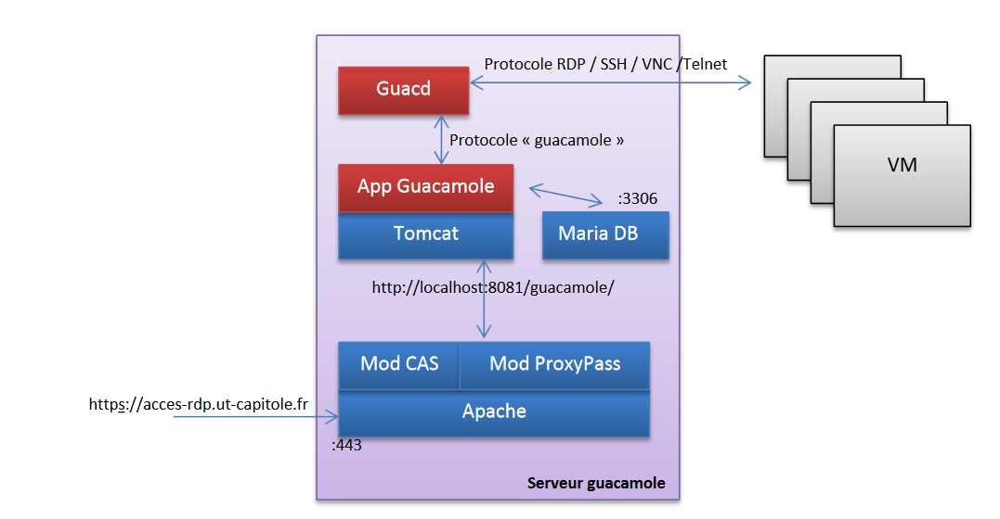 Protocole RDP / SSH / VNC /Telnet
Guacd
Protocole « guacamole »
VM
App Guacamole
:3306
Tomcat
Maria DB
http://localhost:8081/guacamole/
Mod CAS
Mod ProxyPass
https://acces-rdp.ut-capitole.fr
Apache
:443
Serveur guacamole